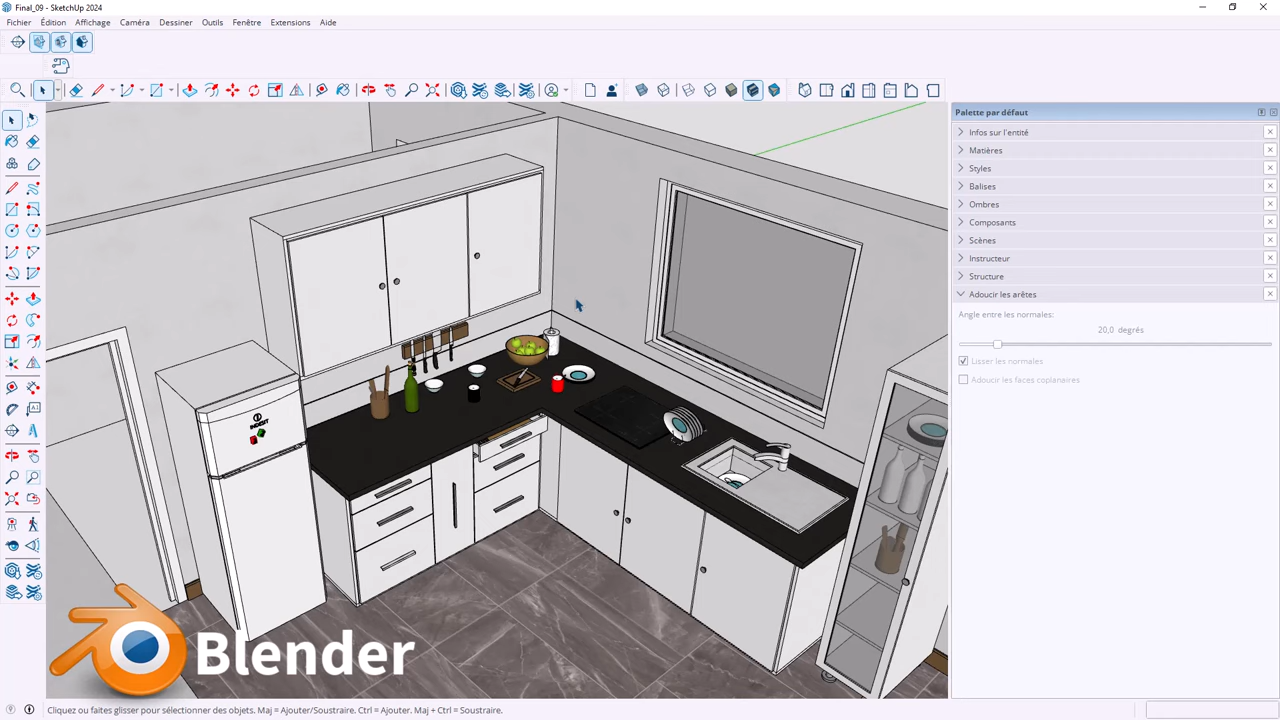 Final_09 - SketchUp 2024
Fichier Édition Affichage Caméra Dessiner Outils Fenêtre Extensions Aide
Palette par défaut
Infos sur l'entité
Matières
Styles
Balises
Ombres
Composants
Scènes
Instructeur
Structure
Adoucir les arêtes
Angle entre les normales:
20,0 degrés
Lisser les normales
Adoucir les faces coplanaires
INDESIT
Blender
Cliquez ou faites glisser pour sélectionner des objets. Maj = Ajouter/Soustraire. Ctrl = Ajouter. Maj + Ctrl = Soustraire.